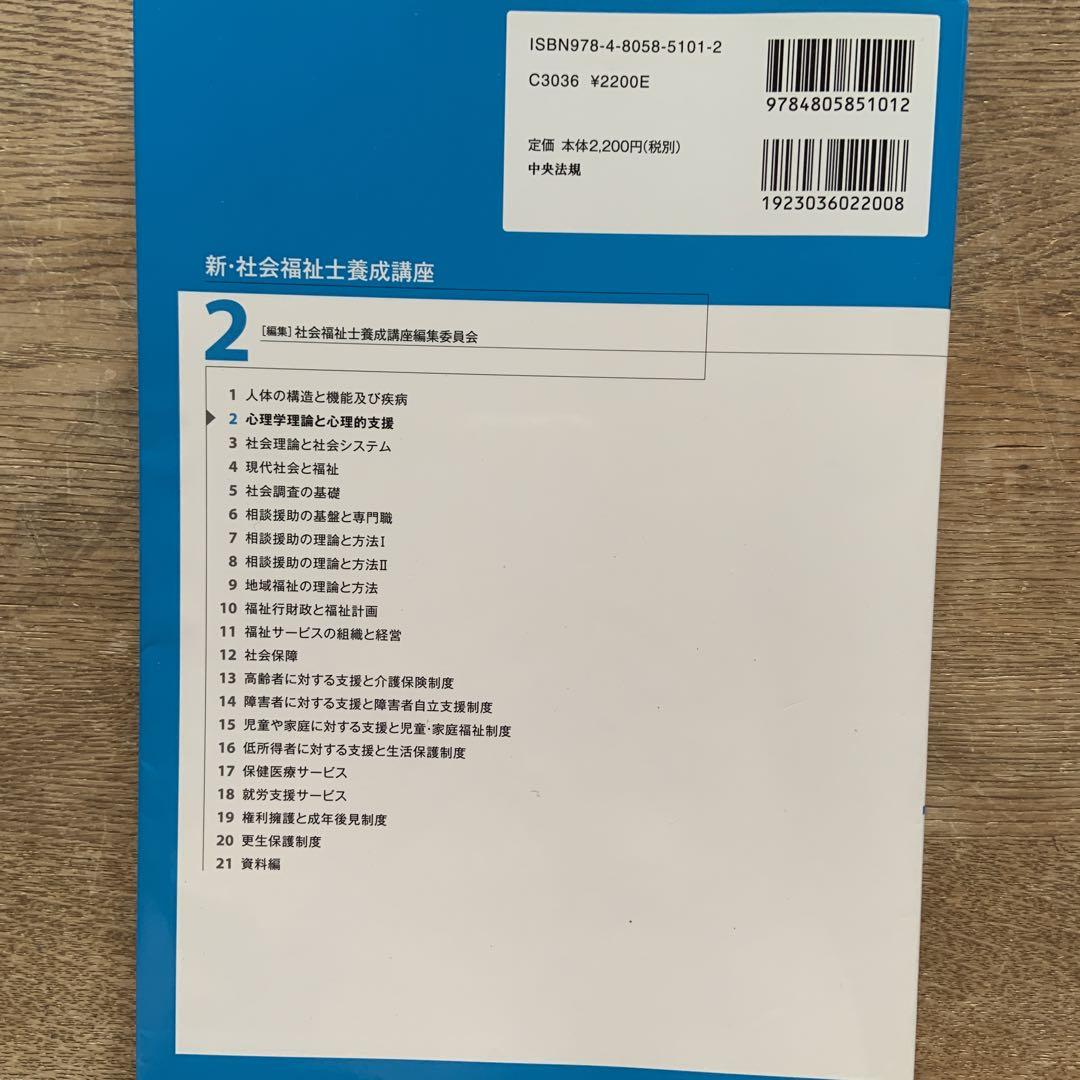 ISBN978-4-8058-5101-2
C3036 ¥2200E
9784805851012
定価 本体2,200円(税別)
中央法規
1923036022008
新・社会福祉士養成講座
2
[編集]社会福祉士養成講座編集委員会
1 人体の構造と機能及び疾病
2 心理学理論と心理的支援
3 社会理論と社会システム
4 現代社会と福祉
5 社会調査の基礎
6 相談援助の基盤と専門職
7 相談援助の理論と方法Ⅰ
8 相談援助の理論と方法Ⅱ
9 地域福祉の理論と方法
10 福祉行財政と福祉計画
11 福祉サービスの組織と経営
12 社会保障
13 高齢者に対する支援と介護保険制度
14 障害者に対する支援と障害者自立支援制度
15 児童や家庭に対する支援と児童・家庭福祉制度
16 低所得者に対する支援と生活保護制度
17 保健医療サービス
18 就労支援サービス
19 権利擁護と成年後見制度
20 更生保護制度
21 資料編